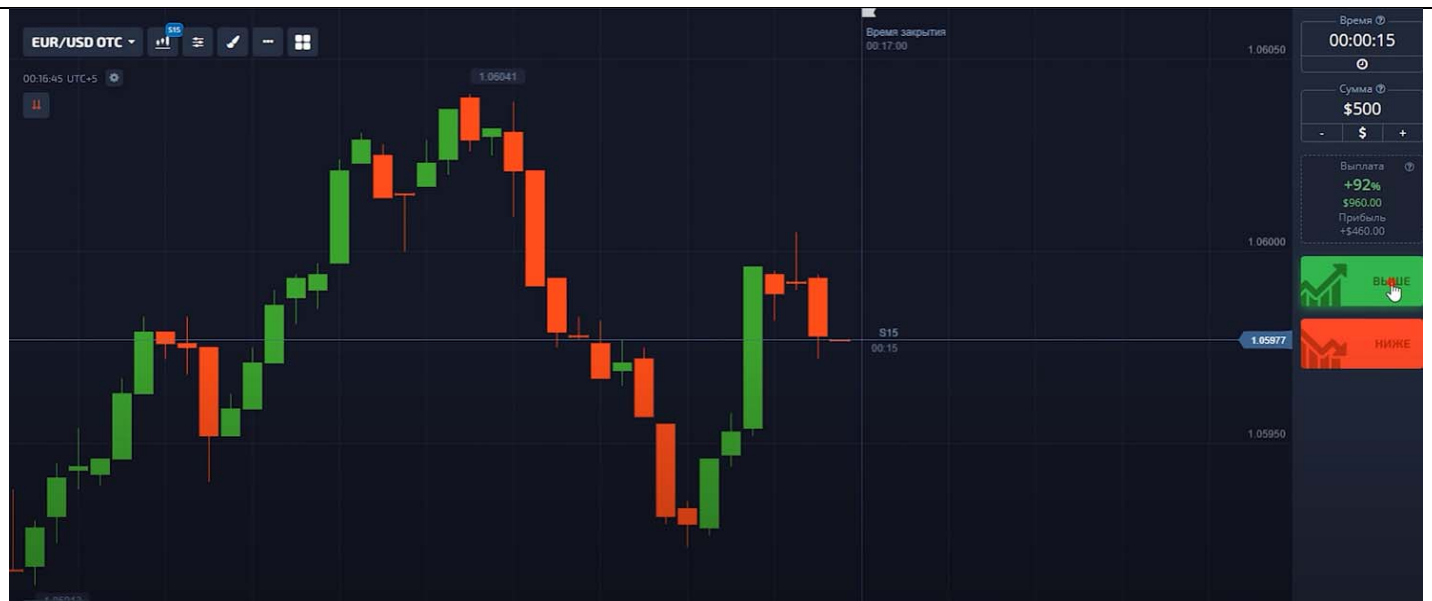 EUR/USD OTC
S15
00:16:45 UTC+5
1.06041
Время закрытия
00:17:00
1.06050
1.06000
S15
00:15
1.05977
1.05950
Время
00:00:15
Сумма
$500
- $ +
Выплата
+92%
$960.00
Прибыль
+$460.00
ВЫШЕ
НИЖЕ